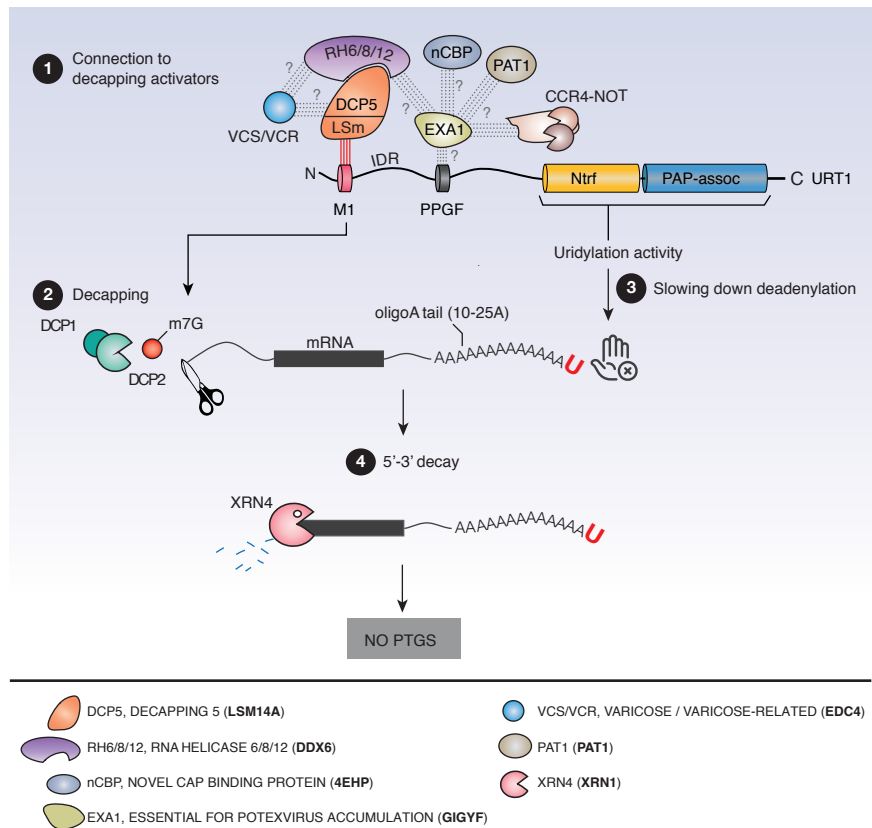 1 Connection to
decapping activators
RH6/8/12
nCBP
PAT1
?
?
?
?
?
?
?
?
DCP5
LSm
EXA1
CCR4-NOT
VCS/VCR
N
IDR
Ntrf
PAP-assoc
C URT1
M1
PPGF
Uridylation activity
2 Decapping
3 Slowing down deadenylation
DCP1
m7G
oligoA tail (10-25A)
mRNA
DCP2
AAAAAAAAAAAAAU
4 5'-3' decay
XRN4
AAAAAAAAAAAAAU
NO PTGS
DCP5, DECAPPING 5 (LSM14A)
RH6/8/12, RNA HELICASE 6/8/12 (DDX6)
nCBP, NOVEL CAP BINDING PROTEIN (4EHP)
EXA1, ESSENTIAL FOR POTEXVIRUS ACCUMULATION (GIGYF)
VCS/VCR, VARICOSE / VARICOSE-RELATED (EDC4)
PAT1 (PAT1)
XRN4 (XRN1)